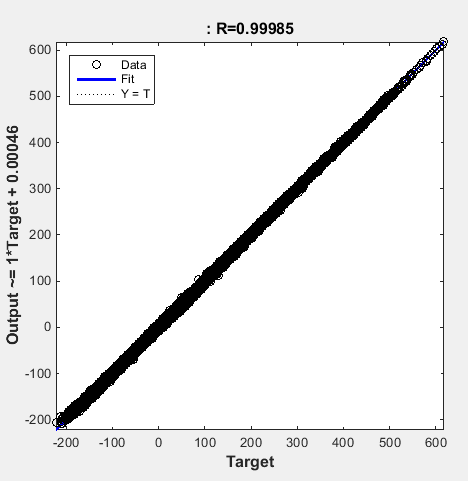 : R=0.99985
Data
Fit
Y = T
Output ~= 1*Target + 0.00046
600
500
400
300
200
100
0
-100
-200
-200 -100 0 100 200 300 400 500 600
Target